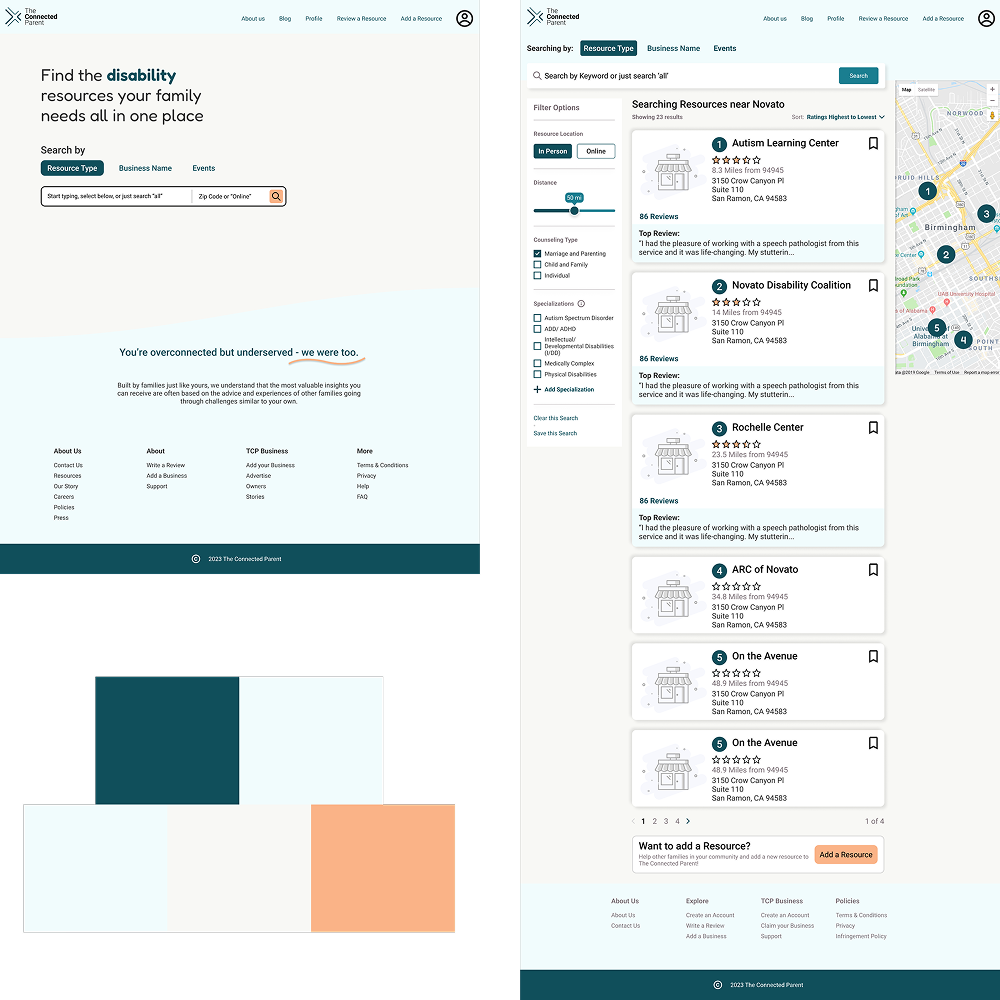 The
Connected
Parent
About us
Blog
Profile
Review a Resource
Add a Resource
Find the disability
resources your family
needs all in one place
Search by
Resource Type
Business Name
Events
Start typing, select below, or just search "all"
Zip Code or "Online"
You're overconnected but underserved - we were too.
Built by families just like yours, we understand that the most valuable insights you
can receive are often based on the advice and experiences of other families going
through challenges similar to your own.
About Us
Contact Us
Resources
Our Story
Careers
Policies
Press
About
Write a Review
Add a Business
Support
TCP Business
Add your Business
Advertise
Owners
Stories
More
Terms & Conditions
Privacy
Help
FAQ
© 2023 The Connected Parent
The
Connected
Parent
About us
Blog
Profile
Review a Resource
Add a Resource
Searching by:
Resource Type
Business Name
Events
Search by Keyword or just search 'all'
Search
Filter Options
Resource Location
In Person
Online
Distance
50 mi
Counseling Type
Marriage and Parenting
Child and Family
Individual
Specializations
Autism Spectrum Disorder
ADD/ ADHD
Intellectual/
Developmental Disabilities
(I/DD)
Medically Complex
Physical Disabilities
+ Add Specialization
Clear this Search
Save this Search
Searching Resources near Novato
Showing 23 results
Sort: Ratings Highest to Lowest
1 Autism Learning Center
8.3 Miles from 94945
3150 Crow Canyon Pl
Suite 110
San Ramon, CA 94583
86 Reviews
Top Review:
"I had the pleasure of working with a speech pathologist from this
service and it was life-changing. My stutterin...
2 Novato Disability Coalition
14 Miles from 94945
3150 Crow Canyon Pl
Suite 110
San Ramon, CA 94583
86 Reviews
Top Review:
"I had the pleasure of working with a speech pathologist from this
service and it was life-changing. My stutterin...
3 Rochelle Center
23.5 Miles from 94945
3150 Crow Canyon Pl
Suite 110
San Ramon, CA 94583
86 Reviews
Top Review:
"I had the pleasure of working with a speech pathologist from this
service and it was life-changing. My stutterin...
4 ARC of Novato
34.8 Miles from 94945
3150 Crow Canyon Pl
Suite 110
San Ramon, CA 94583
5 On the Avenue
48.9 Miles from 94945
3150 Crow Canyon Pl
Suite 110
San Ramon, CA 94583
5 On the Avenue
48.9 Miles from 94945
3150 Crow Canyon Pl
Suite 110
San Ramon, CA 94583
1 2 3 4
1 of 4
Want to add a Resource?
Help other families in your community and add a new resource to
The Connected Parent!
Add a Resource
Map
Satellite
NORWOOD
DRUID HILLS
1
3
Birmingham
2
Center
UAB University Hospital
of Alabama
5
4
Alabama at
Birmingham
POINT
SOUTH
@2019 Google
Terms of Use
Report a map error
About Us
About Us
Contact Us
Explore
Create an Account
Write a Review
Add a Business
TCP Business
Create an Account
Claim your Business
Support
Policies
Terms & Conditions
Privacy
Infringement Policy
© 2023 The Connected Parent